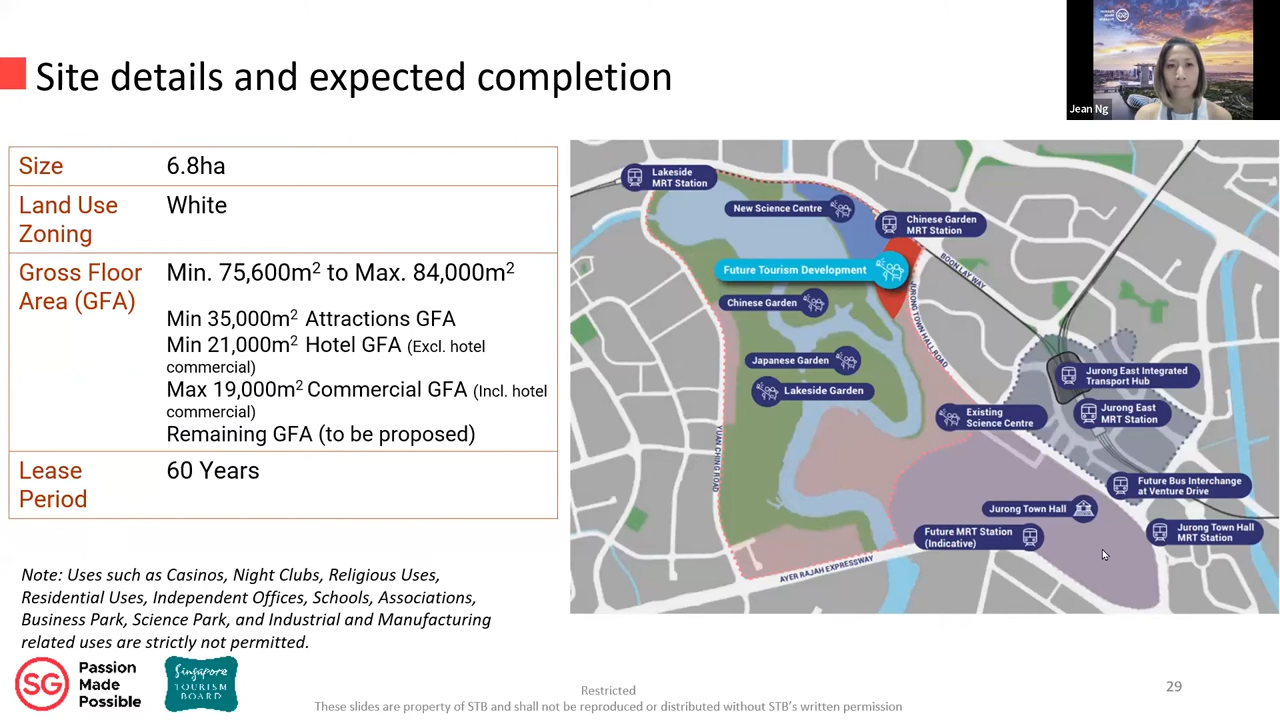 Site details and expected completion
Jean Ng
Size
6.8ha
Land Use
Zoning
White
Gross Floor
Area (GFA)
Min. 75,600m² to Max. 84,000m²
Min 35,000m² Attractions GFA
Min 21,000m² Hotel GFA (Excl. hotel
commercial)
Max 19,000m² Commercial GFA (Incl. hotel
commercial)
Remaining GFA (to be proposed)
Lease
Period
60 Years
Note: Uses such as Casinos, Night Clubs, Religious Uses,
Residential Uses, Independent Offices, Schools, Associations,
Business Park, Science Park, and Industrial and Manufacturing
related uses are strictly not permitted.
Lakeside
MRT Station
New Science Centre
Chinese Garden
MRT Station
BOON LAY WAY
Future Tourism Development
Chinese Garden
JURONG TOWN HALL ROAD
Japanese Garden
Lakeside Garden
Jurong East Integrated
Transport Hub
Existing
Science Centre
Jurong East
MRT Station
YUAN CHING ROAD
Future Bus Interchange
at Venture Drive
Jurong Town Hall
Future MRT Station
(Indicative)
Jurong Town Hall
MRT Station
AYER RAJAH EXPRESSWAY
SG
Passion
Made
Possible
Singapore
TOURISM
BOARD
29
Restricted
These slides are property of STB and shall not be reproduced or distributed without STB's written permission